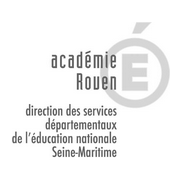 académie
Rouen
É
direction des services
départementaux
de l'éducation nationale
Seine-Maritime